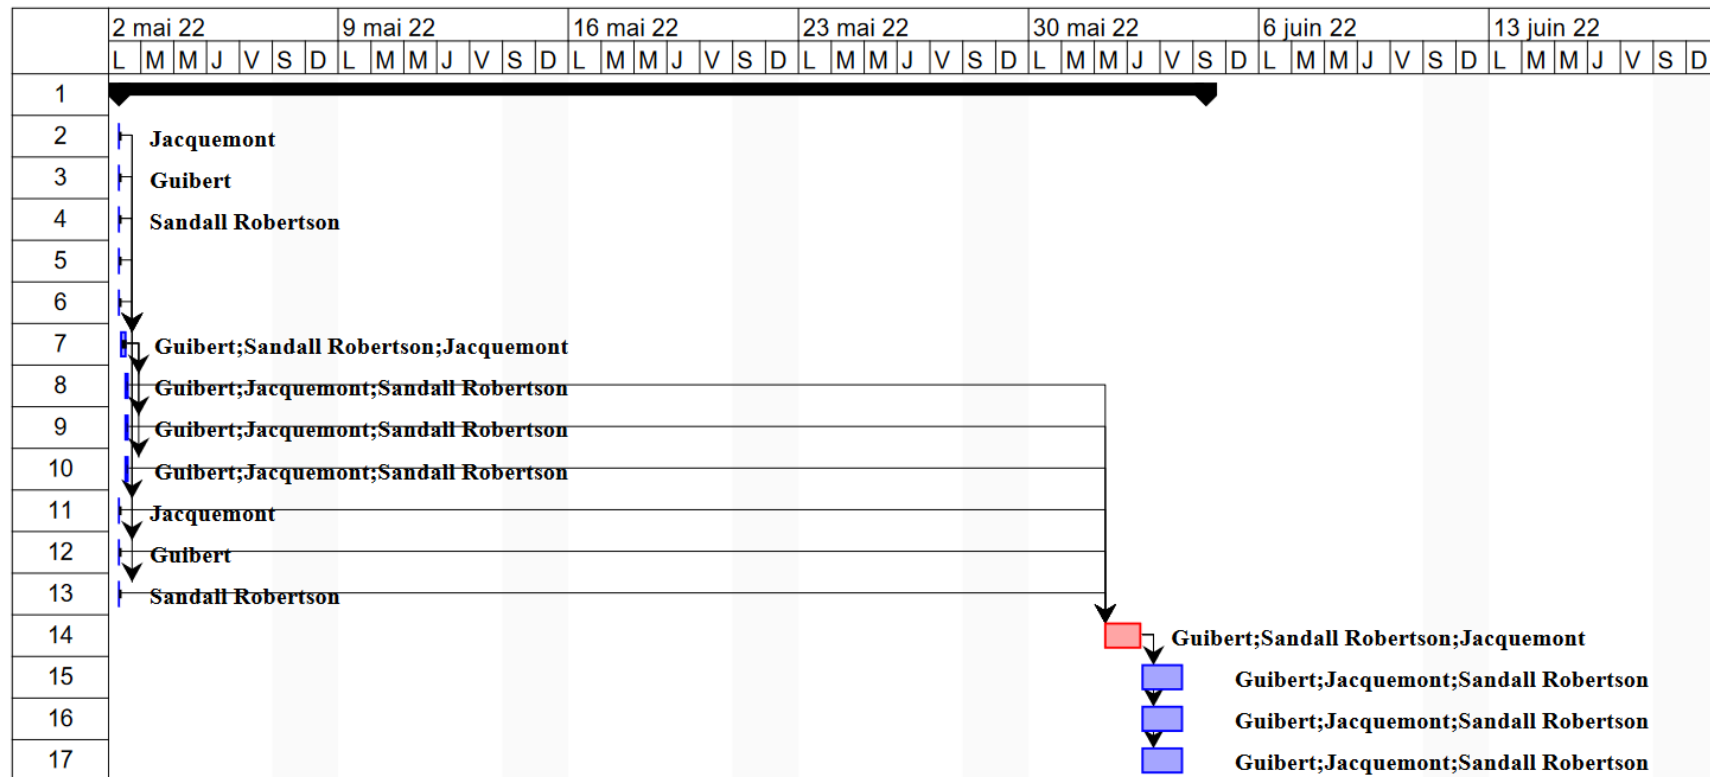 2 mai 22 9 mai 22 16 mai 22 23 mai 22 30 mai 22 6 juin 22 13 juin 22
L M M J V S D L M M J V S D L M M J V S D L M M J V S D L M M J V S D L M M J V S D L M M J V S D
1
2 Jacquemont
3 Guibert
4 Sandall Robertson
5
6
7 Guibert;Sandall Robertson;Jacquemont
8 Guibert;Jacquemont;Sandall Robertson
9 Guibert;Jacquemont;Sandall Robertson
10 Guibert;Jacquemont;Sandall Robertson
11 Jacquemont
12 Guibert
13 Sandall Robertson
14 Guibert;Sandall Robertson;Jacquemont
15 Guibert;Jacquemont;Sandall Robertson
16 Guibert;Jacquemont;Sandall Robertson
17 Guibert;Jacquemont;Sandall Robertson